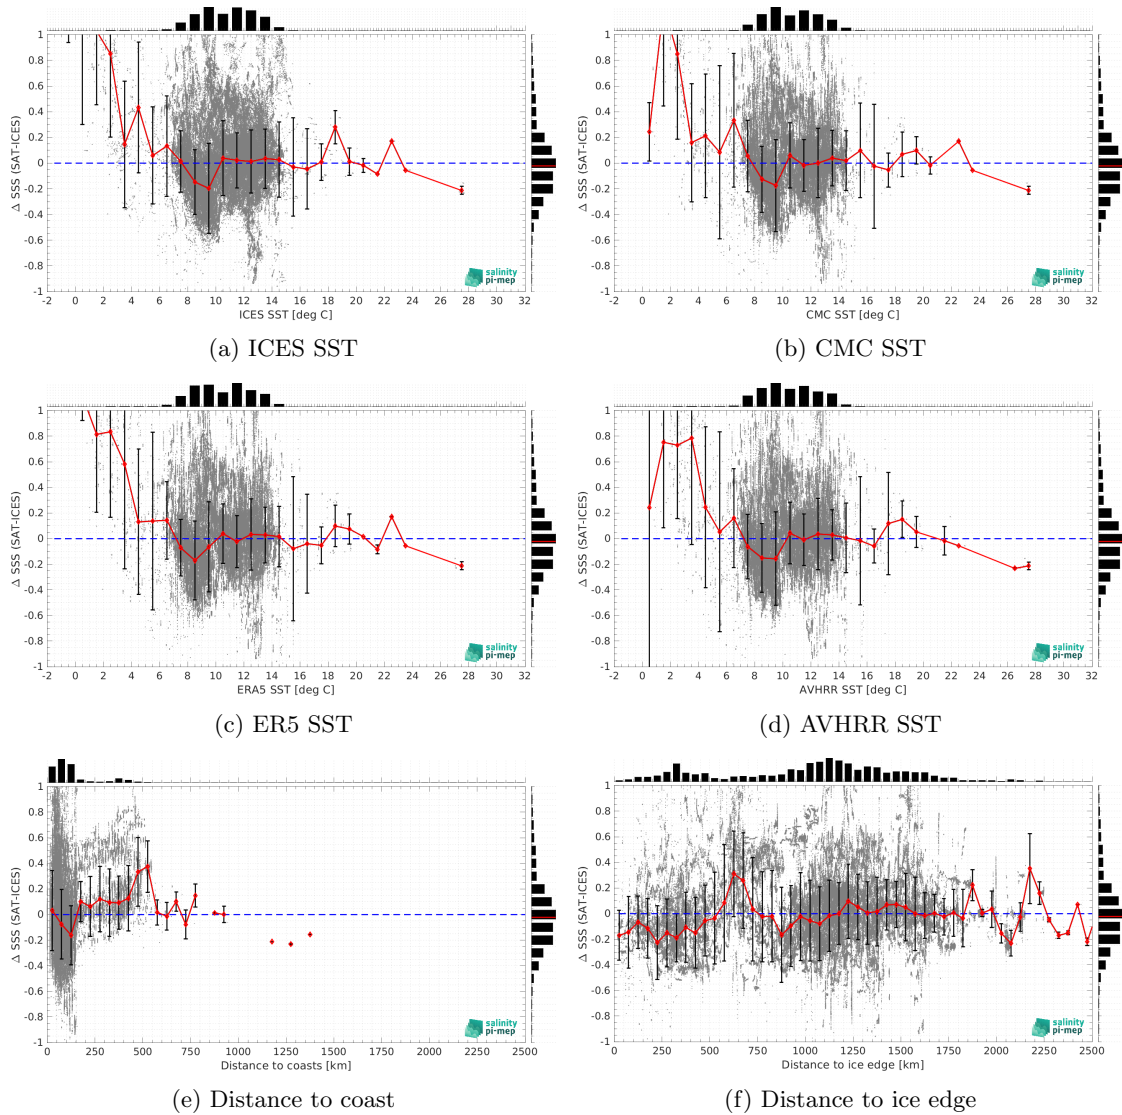 1
0.8
0.6
0.4
0.2
0
-0.2
-0.4
-0.6
-0.8
-1
Δ SSS (SAT-ICES)
-2 0 2 4 6 8 10 12 14 16 18 20 22 24 26 28 30 32
ICES SST [deg C]
salinity
pi-mep
(a) ICES SST
1
0.8
0.6
0.4
0.2
0
-0.2
-0.4
-0.6
-0.8
-1
Δ SSS (SAT-ICES)
-2 0 2 4 6 8 10 12 14 16 18 20 22 24 26 28 30 32
CMC SST [deg C]
salinity
pi-mep
(b) CMC SST
1
0.8
0.6
0.4
0.2
0
-0.2
-0.4
-0.6
-0.8
-1
Δ SSS (SAT-ICES)
-2 0 2 4 6 8 10 12 14 16 18 20 22 24 26 28 30 32
ERA5 SST [deg C]
salinity
pi-mep
(c) ER5 SST
1
0.8
0.6
0.4
0.2
0
-0.2
-0.4
-0.6
-0.8
-1
Δ SSS (SAT-ICES)
-2 0 2 4 6 8 10 12 14 16 18 20 22 24 26 28 30 32
AVHRR SST [deg C]
salinity
pi-mep
(d) AVHRR SST
1
0.8
0.6
0.4
0.2
0
-0.2
-0.4
-0.6
-0.8
-1
Δ SSS (SAT-ICES)
0 250 500 750 1000 1250 1500 1750 2000 2250 2500
Distance to coasts [km]
salinity
pi-mep
(e) Distance to coast
1
0.8
0.6
0.4
0.2
0
-0.2
-0.4
-0.6
-0.8
-1
Δ SSS (SAT-ICES)
0 250 500 750 1000 1250 1500 1750 2000 2250 2500
Distance to ice edge [km]
salinity
pi-mep
(f) Distance to ice edge